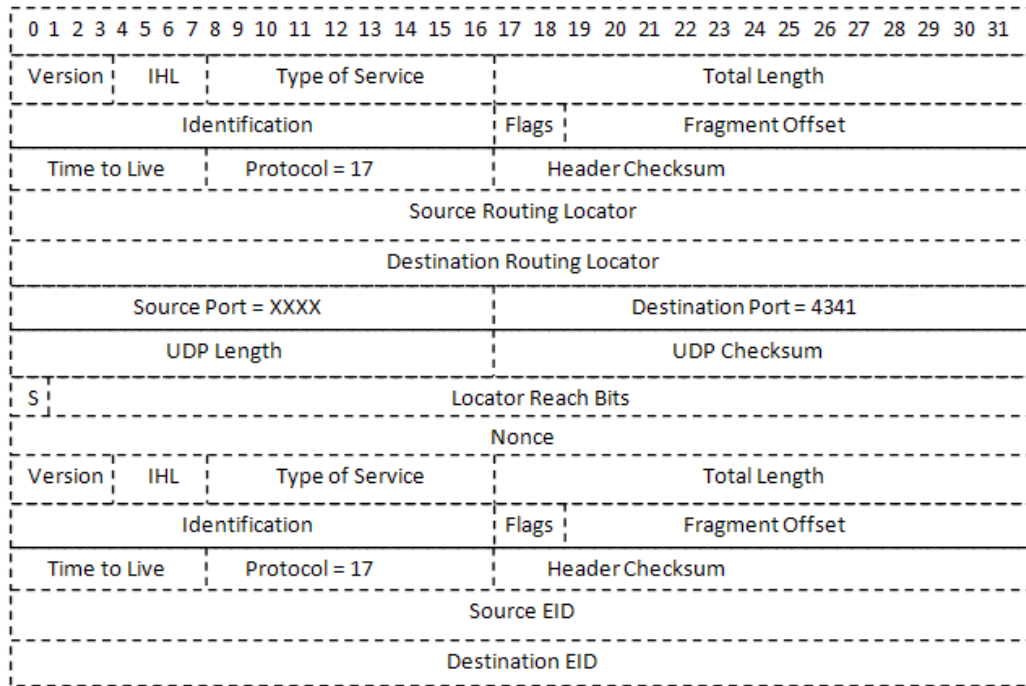 0 1 2 3 4 5 6 7 8 9 10 11 12 13 14 15 16 17 18 19 20 21 22 23 24 25 26 27 28 29 30 31
Version IHL Type of Service Total Length
Identification Flags Fragment Offset
Time to Live Protocol = 17 Header Checksum
Source Routing Locator
Destination Routing Locator
Source Port = XXXX Destination Port = 4341
UDP Length UDP Checksum
S Locator Reach Bits
Nonce
Version IHL Type of Service Total Length
Identification Flags Fragment Offset
Time to Live Protocol = 17 Header Checksum
Source EID
Destination EID